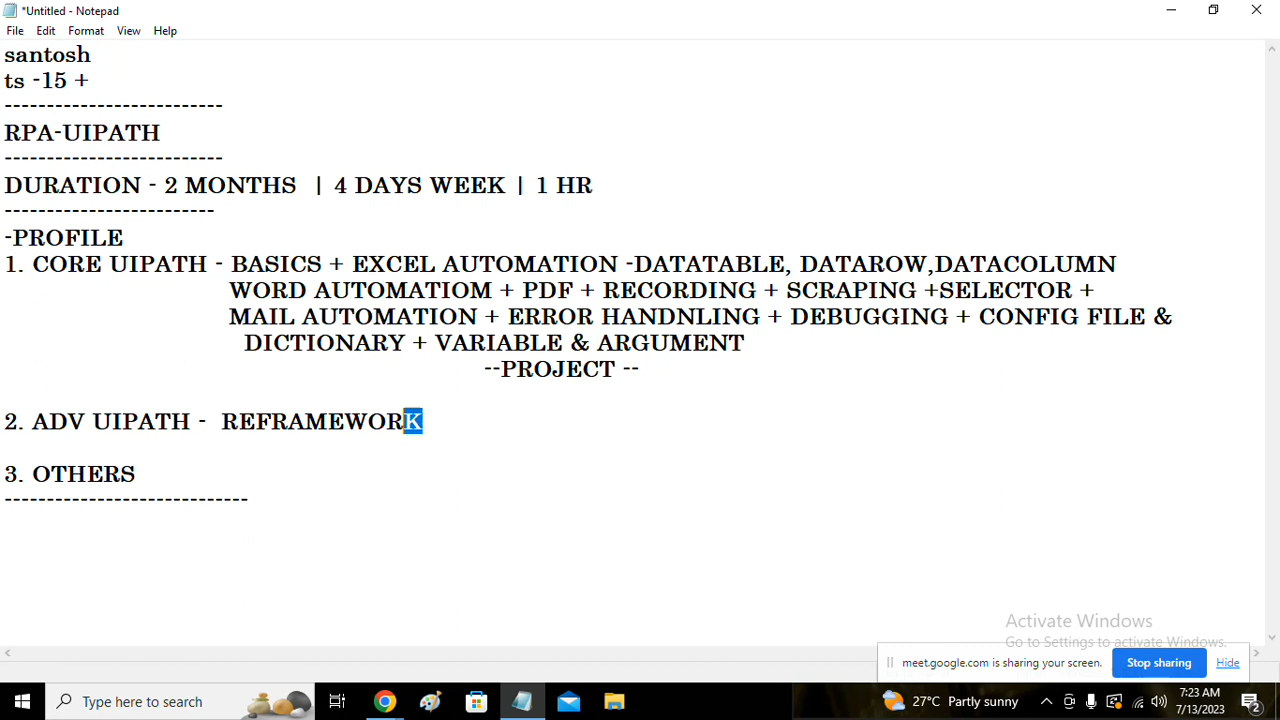 *Untitled - Notepad
File Edit Format View Help
santosh
ts -15 +
--------------------------
RPA-UIPATH
--------------------------
DURATION - 2 MONTHS | 4 DAYS WEEK | 1 HR
-------------------------
-PROFILE
1. CORE UIPATH - BASICS + EXCEL AUTOMATION -DATATABLE, DATAROW,DATACOLUMN
WORD AUTOMATIOM + PDF + RECORDING + SCRAPING +SELECTOR +
MAIL AUTOMATION + ERROR HANDNLING + DEBUGGING + CONFIG FILE &
DICTIONARY + VARIABLE & ARGUMENT
--PROJECT --
2. ADV UIPATH - REFRAMEWORK
3. OTHERS
-----------------------------
Activate Windows
Go to Settings to activate Windows.
meet.google.com is sharing your screen. Stop sharing Hide
Type here to search
27°C Partly sunny
7:23 AM
7/13/2023
2